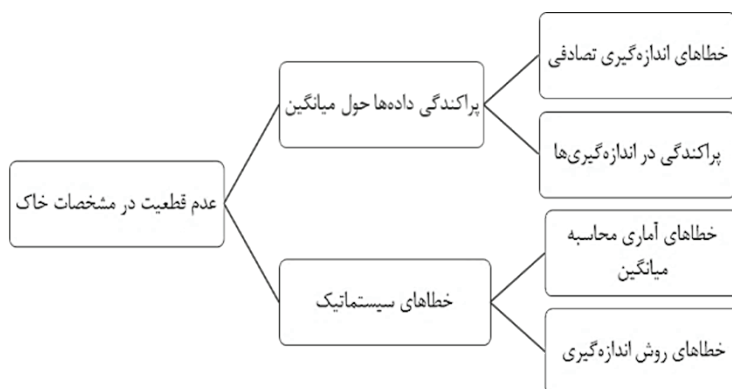 عدم قطعیت در مشخصات خاک
پراکندگی داده‌ها حول میانگین
خطاهای اندازه‌گیری تصادفی
پراکندگی در اندازه‌گیری‌ها
خطاهای سیستماتیک
خطاهای آماری محاسبه
میانگین
خطاهای روش اندازه‌گیری